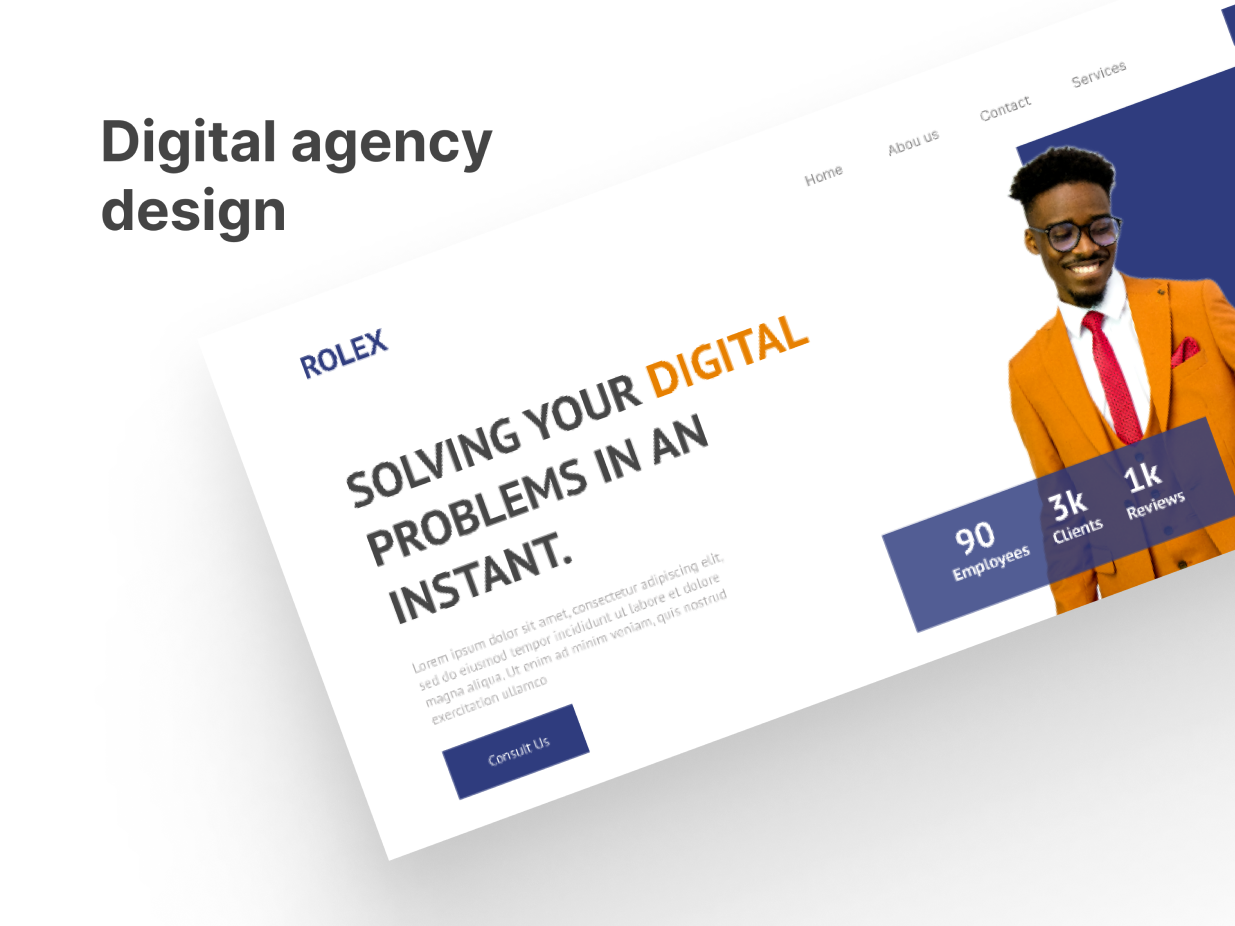 Digital agency
design
Home
Abou us
Contact
Services
ROLEX
SOLVING YOUR DIGITAL
PROBLEMS IN AN
INSTANT.
Lorem ipsum dolor sit amet, consectetur adipiscing elit,
sed do eiusmod tempor incididunt ut labore et dolore
magna aliqua. Ut enim ad minim veniam, quis nostrud
exercitation ullamco
Consult Us
90
Employees
3k
Clients
1k
Reviews